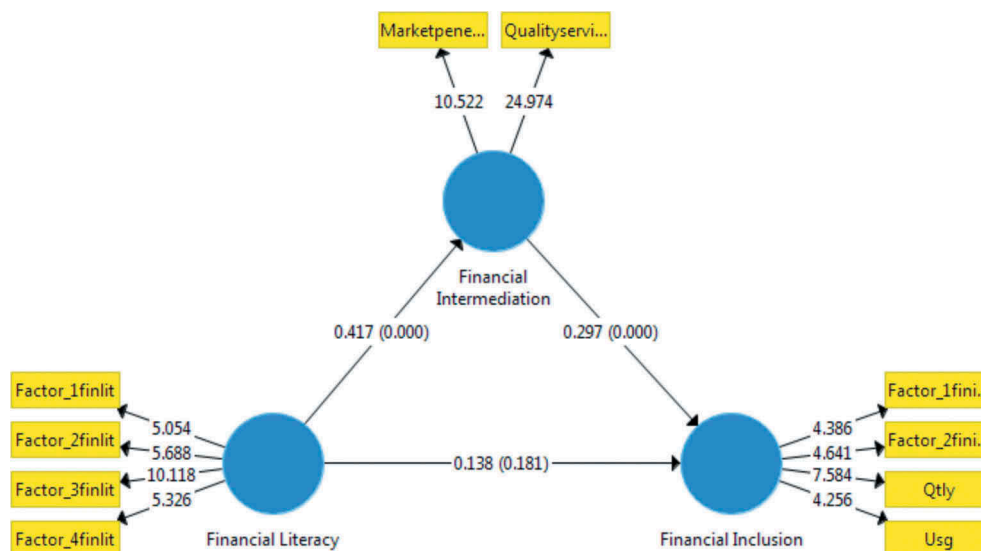 Marketpene...
Qualityservi...
10.522
24.974
Financial
Intermediation
0.417 (0.000)
0.297 (0.000)
Factor_1finlit
Factor_2finlit
Factor_3finlit
Factor_4finlit
5.054
5.688
10.118
5.326
Financial Literacy
0.138 (0.181)
Financial Inclusion
4.386
4.641
7.584
4.256
Factor_1fini...
Factor_2fini...
Qtly
Usg